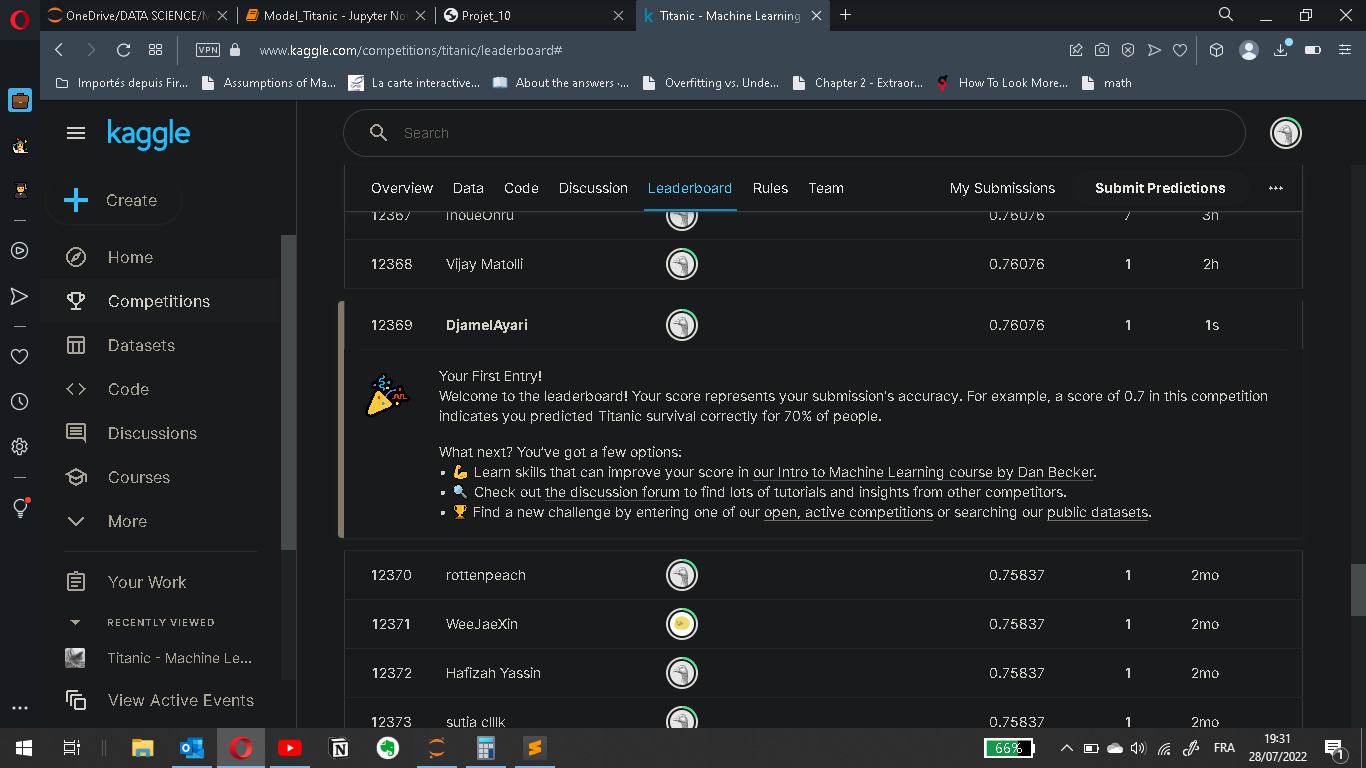 OneDrive/DATA SCIENCE/M
Model_Titanic - Jupyter No
Projet_10
Titanic - Machine Learning
VPN
www.kaggle.com/competitions/titanic/leaderboard#
Importés depuis Fir...
Assumptions of Ma...
La carte interactive...
About the answers ·...
Overfitting vs. Unde...
Chapter 2 - Extraor...
How To Look More...
math
kaggle
Search
Create
Home
Competitions
Datasets
Code
Discussions
Courses
More
Your Work
RECENTLY VIEWED
Titanic - Machine Le...
View Active Events
Overview Data Code Discussion Leaderboard Rules Team My Submissions Submit Predictions
12367 InoueOhru 0.76076 7 3h
12368 Vijay Matolli 0.76076 1 2h
12369 DjamelAyari 0.76076 1 1s
Your First Entry!
Welcome to the leaderboard! Your score represents your submission's accuracy. For example, a score of 0.7 in this competition
indicates you predicted Titanic survival correctly for 70% of people.
What next? You've got a few options:
• 💪 Learn skills that can improve your score in our Intro to Machine Learning course by Dan Becker.
• 🔍 Check out the discussion forum to find lots of tutorials and insights from other competitors.
• 🏆 Find a new challenge by entering one of our open, active competitions or searching our public datasets.
12370 rottenpeach 0.75837 1 2mo
12371 WeeJaeXin 0.75837 1 2mo
12372 Hafizah Yassin 0.75837 1 2mo
12373 0.75837 1 2mo
66%
FRA
19:31
28/07/2022
1